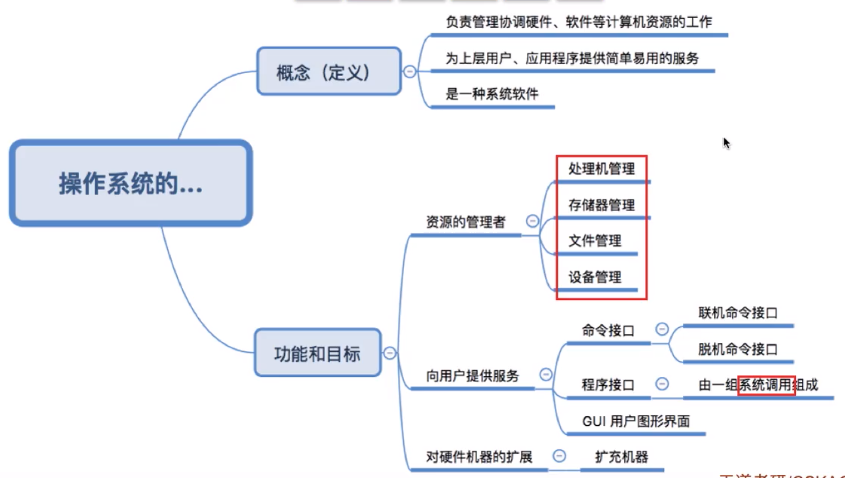 操作系统的...
概念（定义）
负责管理协调硬件、软件等计算机资源的工作
为上层用户、应用程序提供简单易用的服务
是一种系统软件
功能和目标
资源的管理者
处理机管理
存储器管理
文件管理
设备管理
向用户提供服务
命令接口
联机命令接口
脱机命令接口
程序接口
由一组系统调用组成
GUI 用户图形界面
对硬件机器的扩展
扩充机器